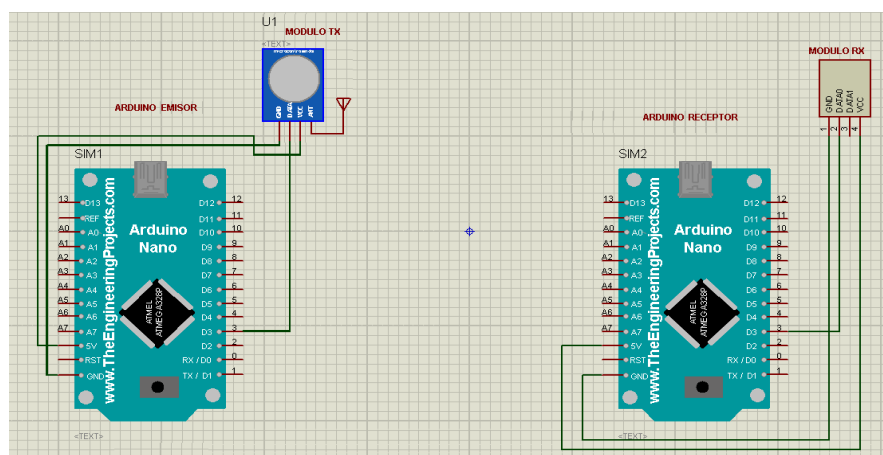 U1
MODULO TX
<TEXT>
GND
DATA
VCC
ANT
ARDUINO EMISOR
SIM1
13
D13
REF
A0
A0
A1
A1
A2
A2
A3
A3
A4
A4
A5
A5
A6
A6
A7
A7
5V
RST
GND
www.TheEngineeringProjects.com
Arduino
Nano
ATMEL
ATMEGA328P
D12
12
D11
11
D10
10
D9
9
D8
8
D7
7
D6
6
D5
5
D4
4
D3
3
D2
2
RX / D0
0
TX / D1
1
<TEXT>
MODULO RX
GND
DATA0
DATA1
VCC
1
2
3
4
ARDUINO RECEPTOR
SIM2
13
D13
REF
A0
A0
A1
A1
A2
A2
A3
A3
A4
A4
A5
A5
A6
A6
A7
A7
5V
RST
GND
www.TheEngineeringProjects.com
Arduino
Nano
ATMEL
ATMEGA328P
D12
12
D11
11
D10
10
D9
9
D8
8
D7
7
D6
6
D5
5
D4
4
D3
3
D2
2
RX / D0
0
TX / D1
1
<TEXT>